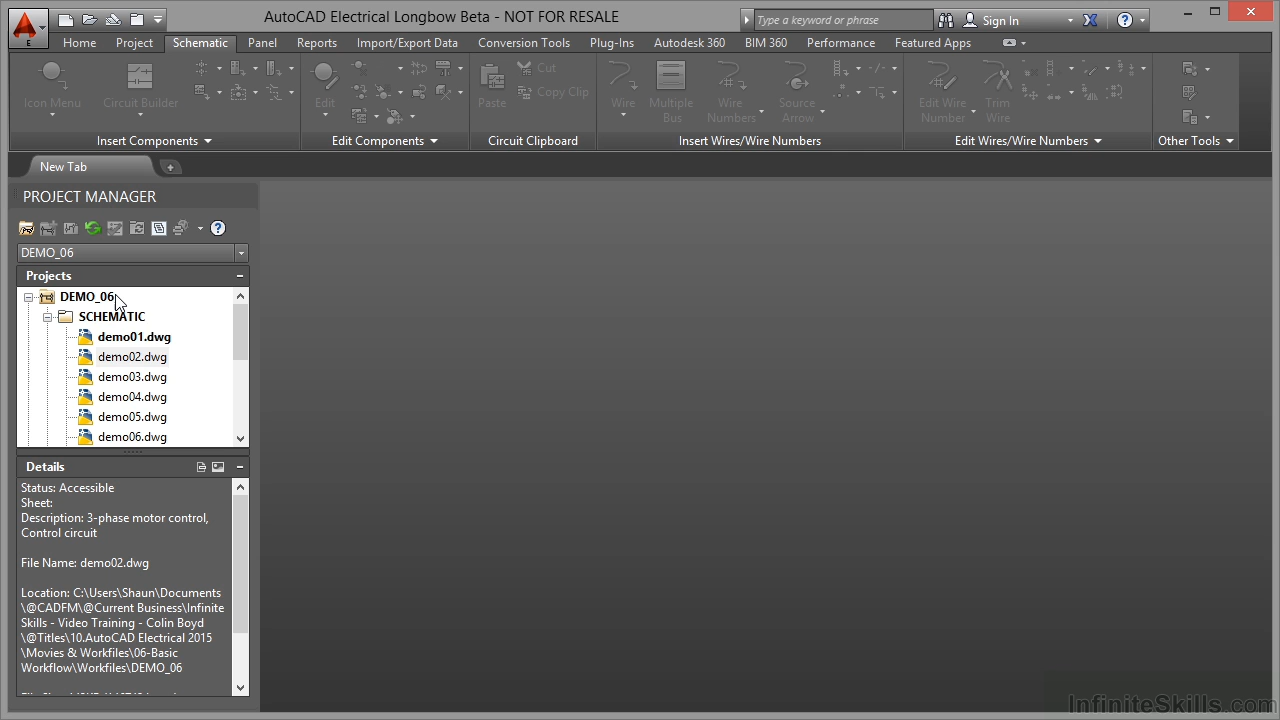 AutoCAD Electrical Longbow Beta - NOT FOR RESALE
Type a keyword or phrase
Sign In
E
Home Project Schematic Panel Reports Import/Export Data Conversion Tools Plug-Ins Autodesk 360 BIM 360 Performance Featured Apps
Icon Menu
Circuit Builder
Edit
Paste
Cut
Copy Clip
Wire
Multiple
Bus
Wire
Numbers
Source
Arrow
Edit Wire
Number
Trim
Wire
Insert Components
Edit Components
Circuit Clipboard
Insert Wires/Wire Numbers
Edit Wires/Wire Numbers
Other Tools
New Tab
PROJECT MANAGER
DEMO_06
Projects
DEMO_06
SCHEMATIC
demo01.dwg
demo02.dwg
demo03.dwg
demo04.dwg
demo05.dwg
demo06.dwg
Details
Status: Accessible
Sheet:
Description: 3-phase motor control,
Control circuit
File Name: demo02.dwg
Location: C:\Users\Shaun\Documents
\@CADFM\@Current Business\Infinite
Skills - Video Training - Colin Boyd
\@Titles\10.AutoCAD Electrical 2015
\Movies & Workfiles\06-Basic
Workflow\Workfiles\DEMO_06
InfiniteSkills.com